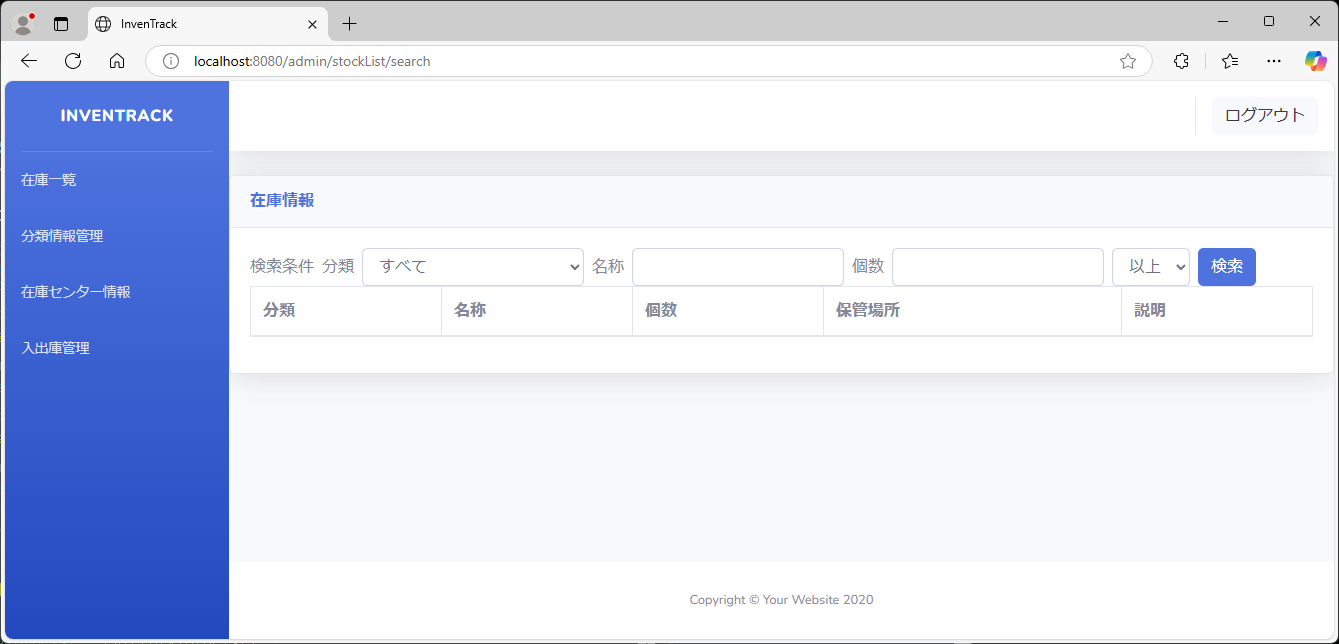 InvenTrack
localhost:8080/admin/stockList/search
INVENTRACK
ログアウト
在庫一覧
分類情報管理
在庫センター情報
入出庫管理
在庫情報
検索条件 分類 すべて 名称 個数 以上 検索
分類 名称 個数 保管場所 説明
Copyright © Your Website 2020